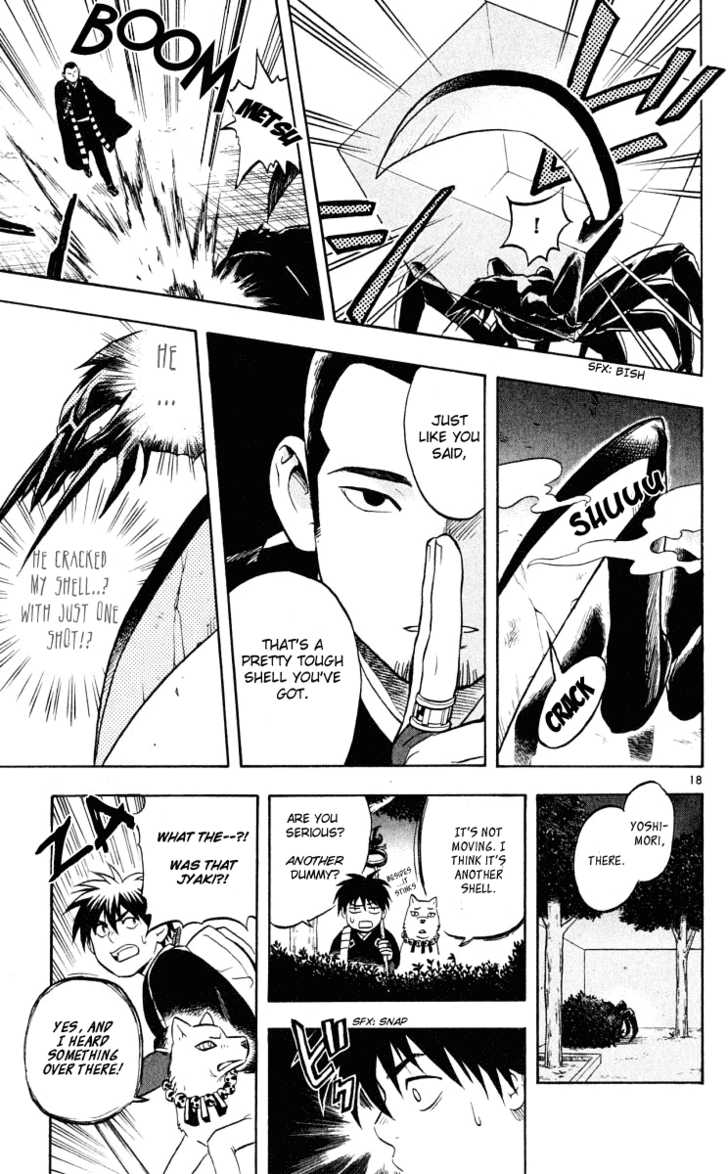 !
SFX: BISH
BOOM
METSU
SHUUU
CRACK
JUST
LIKE YOU
SAID,
THAT'S A
PRETTY TOUGH
SHELL YOU'VE
GOT.
HE
...
HE CRACKED
MY SHELL..?
WITH JUST ONE
SHOT!?
18
YOSHI-
MORI,
THERE.
IT'S NOT
MOVING. I
THINK IT'S
ANOTHER
SHELL.
BESIDES
..IT
STINKS
ARE YOU
SERIOUS?
ANOTHER
DUMMY?
SFX: SNAP
ビクッ
ZA
WHAT THE--?!
WAS THAT
JYAKI?!
YES, AND
I HEARD
SOMETHING
OVER THERE!